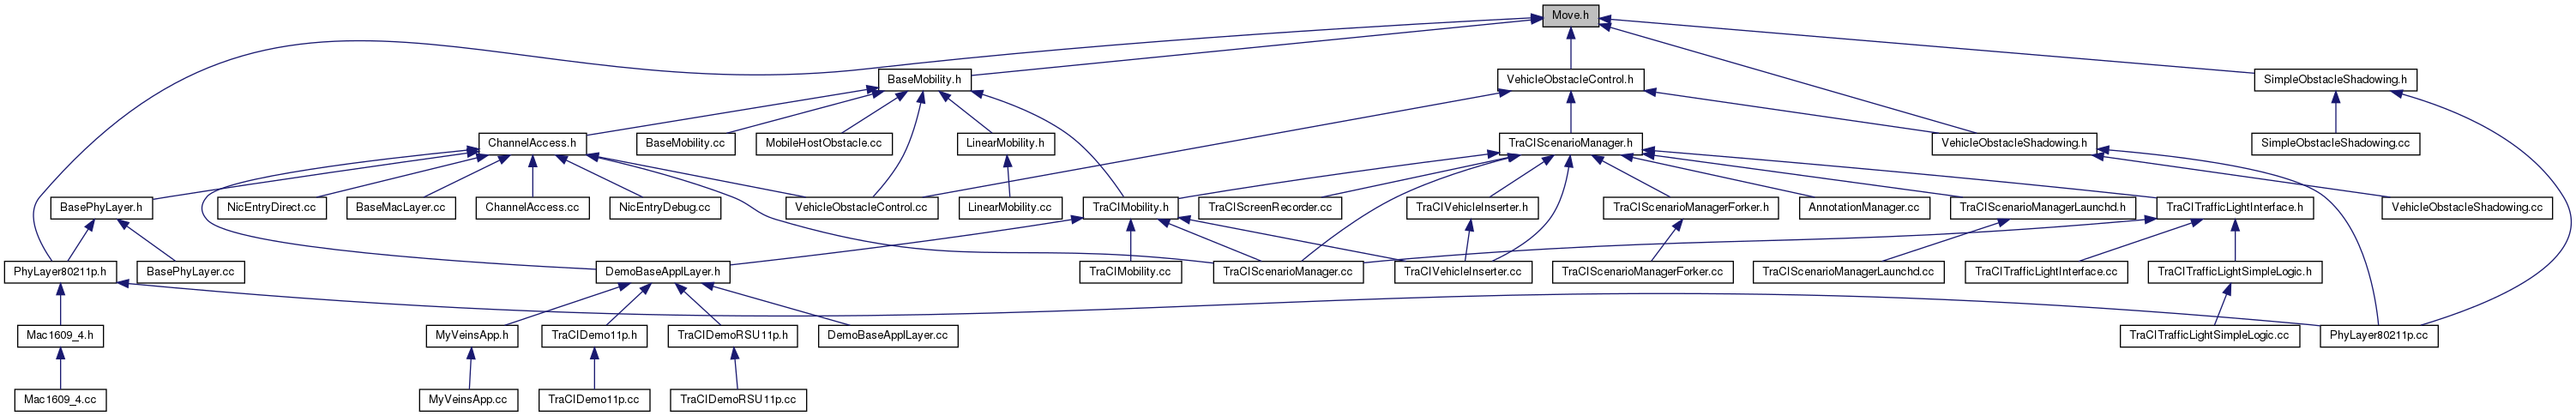 Move.h
BaseMobility.h
VehicleObstacleControl.h
SimpleObstacleShadowing.h
ChannelAccess.h
BaseMobility.cc
MobileHostObstacle.cc
LinearMobility.h
TraCIScenarioManager.h
VehicleObstacleShadowing.h
SimpleObstacleShadowing.cc
BasePhyLayer.h
NicEntryDirect.cc
BaseMacLayer.cc
ChannelAccess.cc
NicEntryDebug.cc
VehicleObstacleControl.cc
LinearMobility.cc
TraCIMobility.h
TraCIScreenRecorder.cc
TraCIVehicleInserter.h
TraCIScenarioManagerForker.h
AnnotationManager.cc
TraCIScenarioManagerLaunchd.h
TraCITrafficLightInterface.h
VehicleObstacleShadowing.cc
PhyLayer80211p.h
BasePhyLayer.cc
DemoBaseApplLayer.h
TraCIMobility.cc
TraCIScenarioManager.cc
TraCIVehicleInserter.cc
TraCIScenarioManagerForker.cc
TraCIScenarioManagerLaunchd.cc
TraCITrafficLightInterface.cc
TraCITrafficLightSimpleLogic.h
Mac1609_4.h
MyVeinsApp.h
TraCIDemo11p.h
TraCIDemoRSU11p.h
DemoBaseApplLayer.cc
TraCITrafficLightSimpleLogic.cc
PhyLayer80211p.cc
Mac1609_4.cc
MyVeinsApp.cc
TraCIDemo11p.cc
TraCIDemoRSU11p.cc